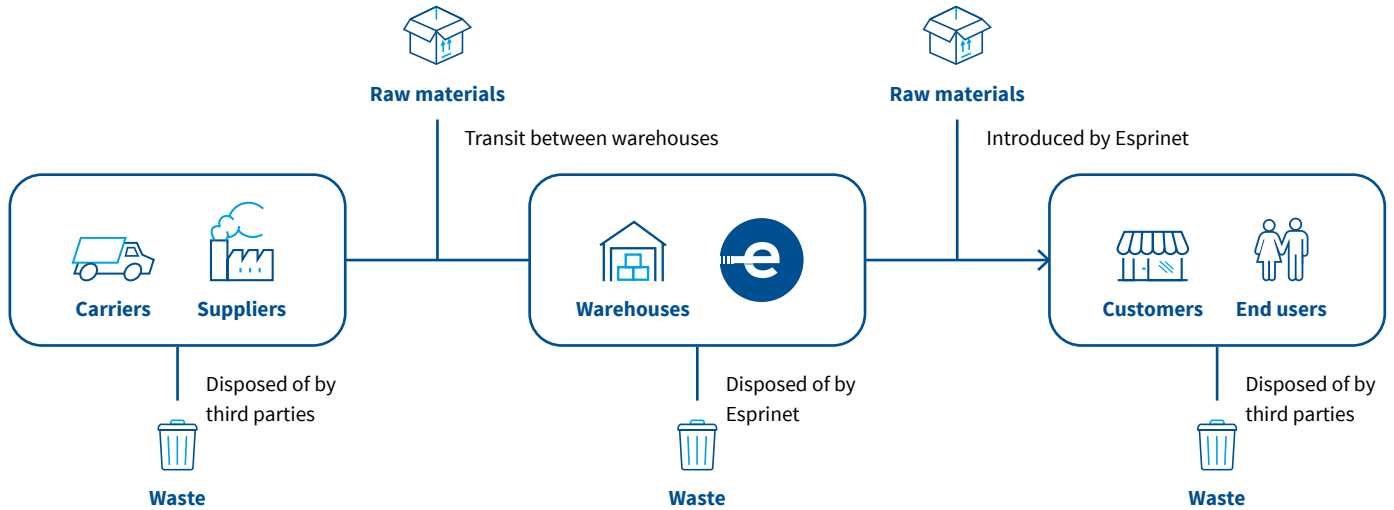 Raw materials
Raw materials
Transit between warehouses
Introduced by Esprinet
e
Carriers
Suppliers
Warehouses
Customers
End users
Disposed of by
third parties
Disposed of by
Esprinet
Disposed of by
third parties
Waste
Waste
Waste